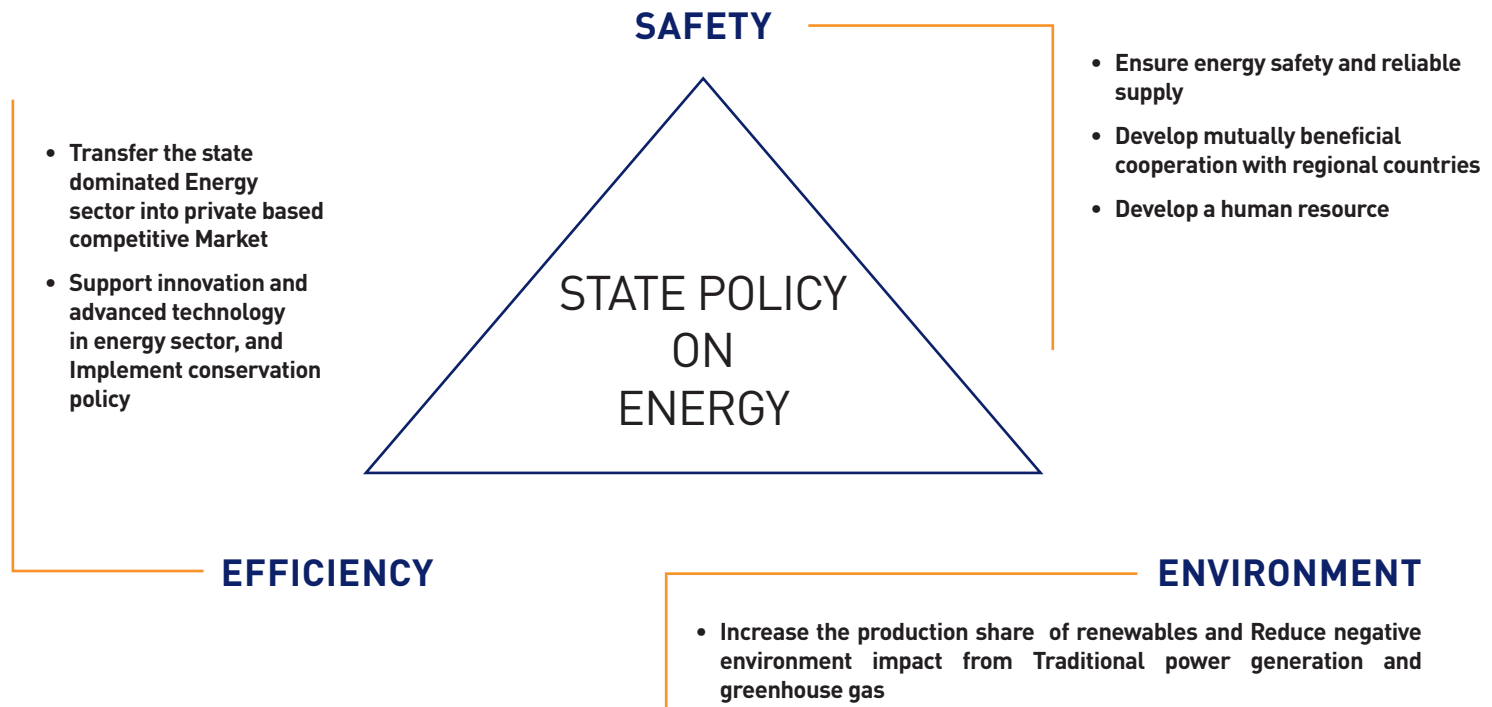 SAFETY
• Ensure energy safety and reliable
supply
• Develop mutually beneficial
cooperation with regional countries
• Develop a human resource
• Transfer the state
dominated Energy
sector into private based
competitive Market
• Support innovation and
advanced technology
in energy sector, and
Implement conservation
policy
STATE POLICY
ON
ENERGY
EFFICIENCY
ENVIRONMENT
• Increase the production share of renewables and Reduce negative
environment impact from Traditional power generation and
greenhouse gas